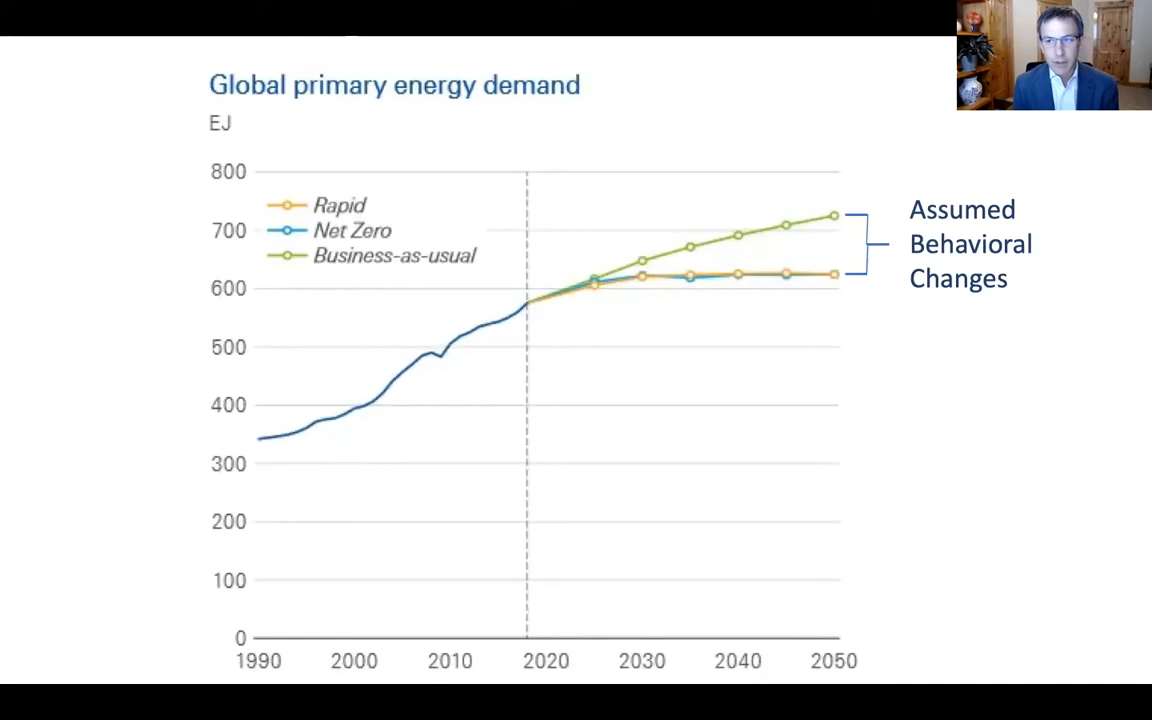 Global primary energy demand
EJ
800
700
600
500
400
300
200
100
0
Rapid
Net Zero
Business-as-usual
Assumed
Behavioral
Changes
1990 2000 2010 2020 2030 2040 2050